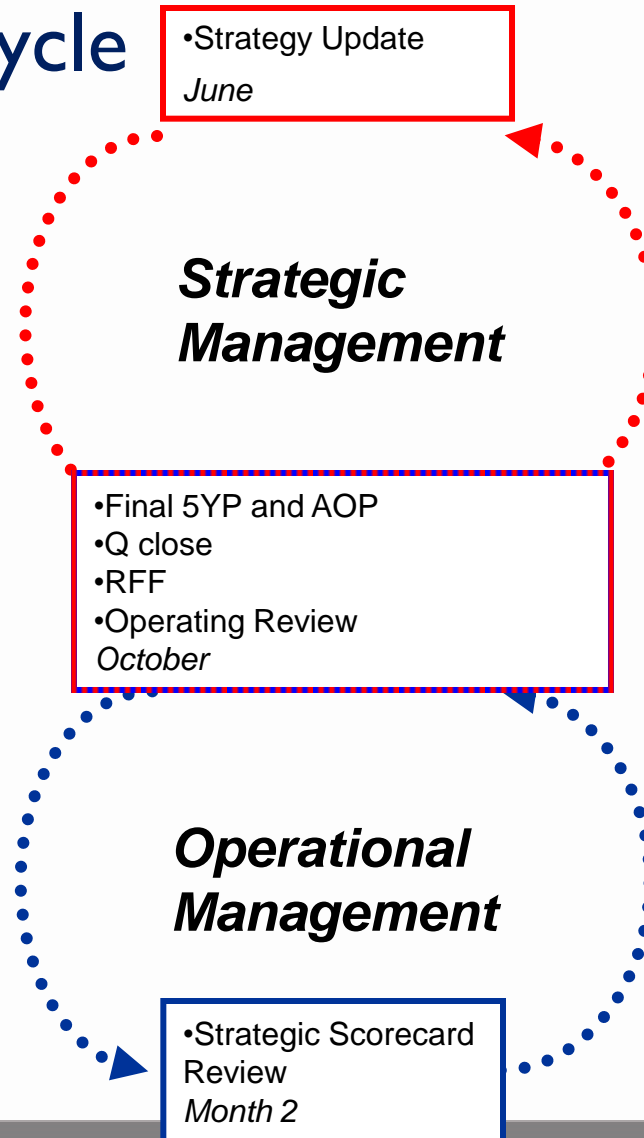 ycle
•Strategy Update
June
Strategic
Management
•Final 5YP and AOP
•Q close
•RFF
•Operating Review
October
Operational
Management
•Strategic Scorecard
Review
Month 2